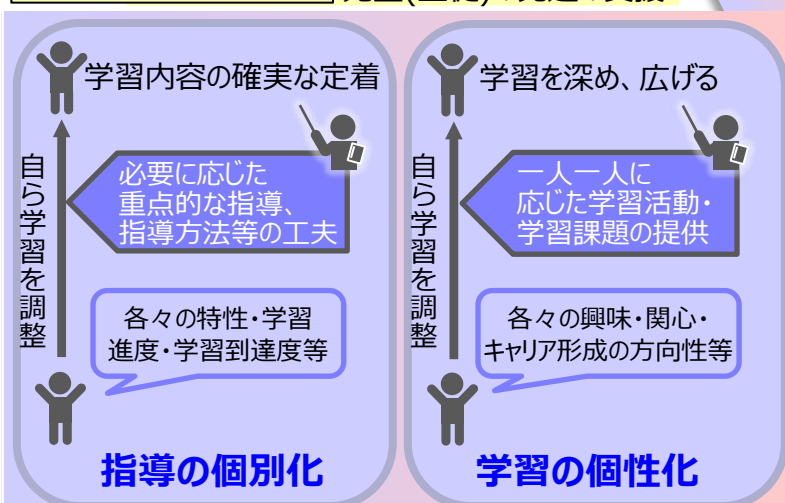 学習内容の確実な定着
自ら学習を調整
必要に応じた
重点的な指導、
指導方法等の工夫
各々の特性・学習
進度・学習到達度等
指導の個別化
学習を深め、広げる
自ら学習を調整
一人一人に
応じた学習活動・
学習課題の提供
各々の興味・関心・
キャリア形成の方向性等
学習の個性化